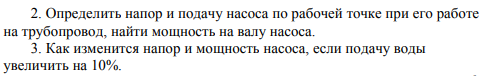 2. Определить напор и подачу насоса по рабочей точке при его работе
на трубопровод, найти мощность на валу насоса.
3. Как изменится напор и мощность насоса, если подачу воды
увеличить на 10%.